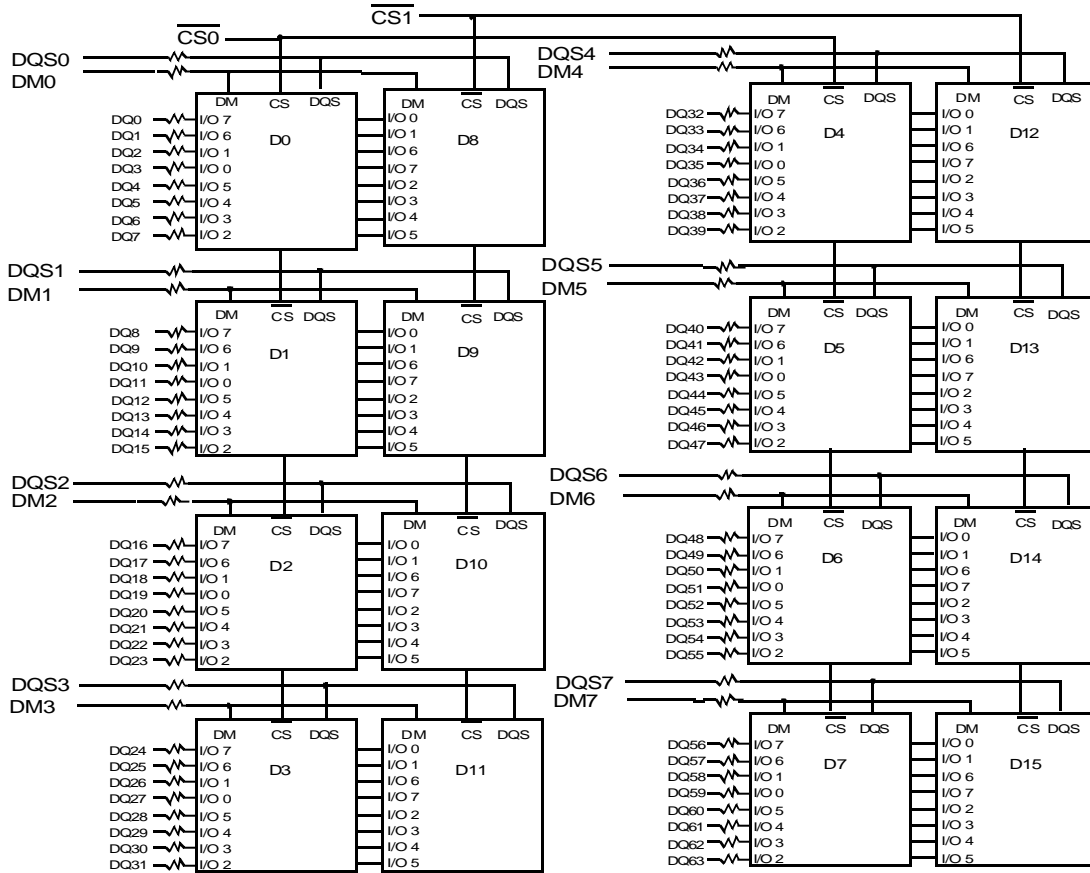 CS1
CS0
DQS0
DM0
DM CS DQS
DM CS DQS
DQ0 I/O 7
DQ1 I/O 6
DQ2 I/O 1
DQ3 I/O 0
DQ4 I/O 5
DQ5 I/O 4
DQ6 I/O 3
DQ7 I/O 2
D0
I/O 0
I/O 1
I/O 6
I/O 7
I/O 2
I/O 3
I/O 4
I/O 5
D8
DQS4
DM4
DM CS DQS
DM CS DQS
DQ32 I/O 7
DQ33 I/O 6
DQ34 I/O 1
DQ35 I/O 0
DQ36 I/O 5
DQ37 I/O 4
DQ38 I/O 3
DQ39 I/O 2
D4
I/O 0
I/O 1
I/O 6
I/O 7
I/O 2
I/O 3
I/O 4
I/O 5
D12
DQS1
DM1
DM CS DQS
DM CS DQS
DQ8 I/O 7
DQ9 I/O 6
DQ10 I/O 1
DQ11 I/O 0
DQ12 I/O 5
DQ13 I/O 4
DQ14 I/O 3
DQ15 I/O 2
D1
I/O 0
I/O 1
I/O 6
I/O 7
I/O 2
I/O 3
I/O 4
I/O 5
D9
DQS5
DM5
DM CS DQS
DM CS DQS
DQ40 I/O 7
DQ41 I/O 6
DQ42 I/O 1
DQ43 I/O 0
DQ44 I/O 5
DQ45 I/O 4
DQ46 I/O 3
DQ47 I/O 2
D5
I/O 0
I/O 1
I/O 6
I/O 7
I/O 2
I/O 3
I/O 4
I/O 5
D13
DQS2
DM2
DM CS DQS
DM CS DQS
DQ16 I/O 7
DQ17 I/O 6
DQ18 I/O 1
DQ19 I/O 0
DQ20 I/O 5
DQ21 I/O 4
DQ22 I/O 3
DQ23 I/O 2
D2
I/O 0
I/O 1
I/O 6
I/O 7
I/O 2
I/O 3
I/O 4
I/O 5
D10
DQS6
DM6
DM CS DQS
DM CS DQS
DQ48 I/O 7
DQ49 I/O 6
DQ50 I/O 1
DQ51 I/O 0
DQ52 I/O 5
DQ53 I/O 4
DQ54 I/O 3
DQ55 I/O 2
D6
I/O 0
I/O 1
I/O 6
I/O 7
I/O 2
I/O 3
I/O 4
I/O 5
D14
DQS3
DM3
DM CS DQS
DM CS DQS
DQ24 I/O 7
DQ25 I/O 6
DQ26 I/O 1
DQ27 I/O 0
DQ28 I/O 5
DQ29 I/O 4
DQ30 I/O 3
DQ31 I/O 2
D3
I/O 0
I/O 1
I/O 6
I/O 7
I/O 2
I/O 3
I/O 4
I/O 5
D11
DQS7
DM7
DM CS DQS
DM CS DQS
DQ56 I/O 7
DQ57 I/O 6
DQ58 I/O 1
DQ59 I/O 0
DQ60 I/O 5
DQ61 I/O 4
DQ62 I/O 3
DQ63 I/O 2
D7
I/O 0
I/O 1
I/O 6
I/O 7
I/O 2
I/O 3
I/O 4
I/O 5
D15